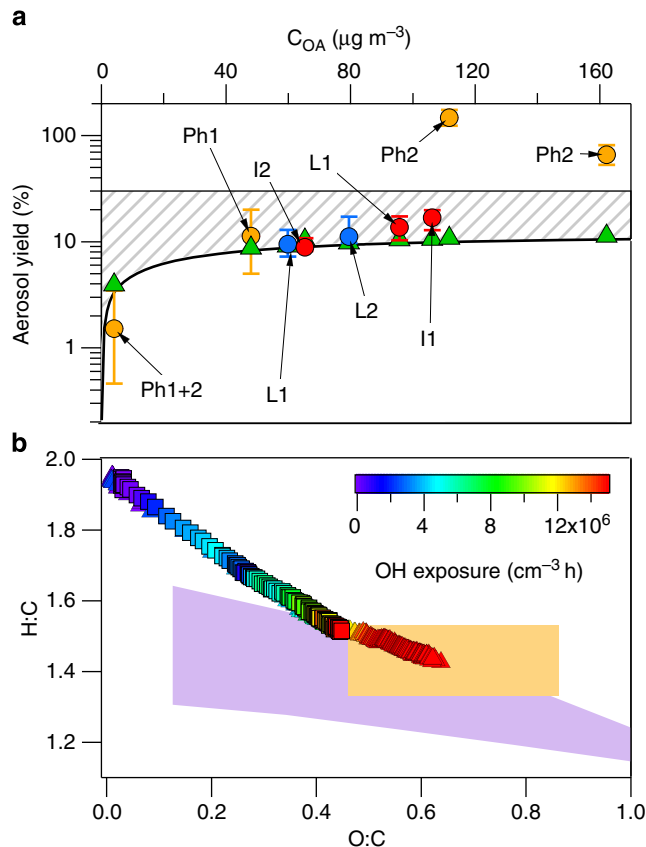 a
C_OA (μg m⁻³)
0 40 80 120 160
100
10
1
Aerosol yield (%)
Ph1
I2
L1
Ph2
Ph2
L2
I1
L1
Ph1+2
b
2.0
1.8
1.6
1.4
1.2
H:C
0 4 8 12x10⁶
OH exposure (cm⁻³ h)
0.0 0.2 0.4 0.6 0.8 1.0
O:C